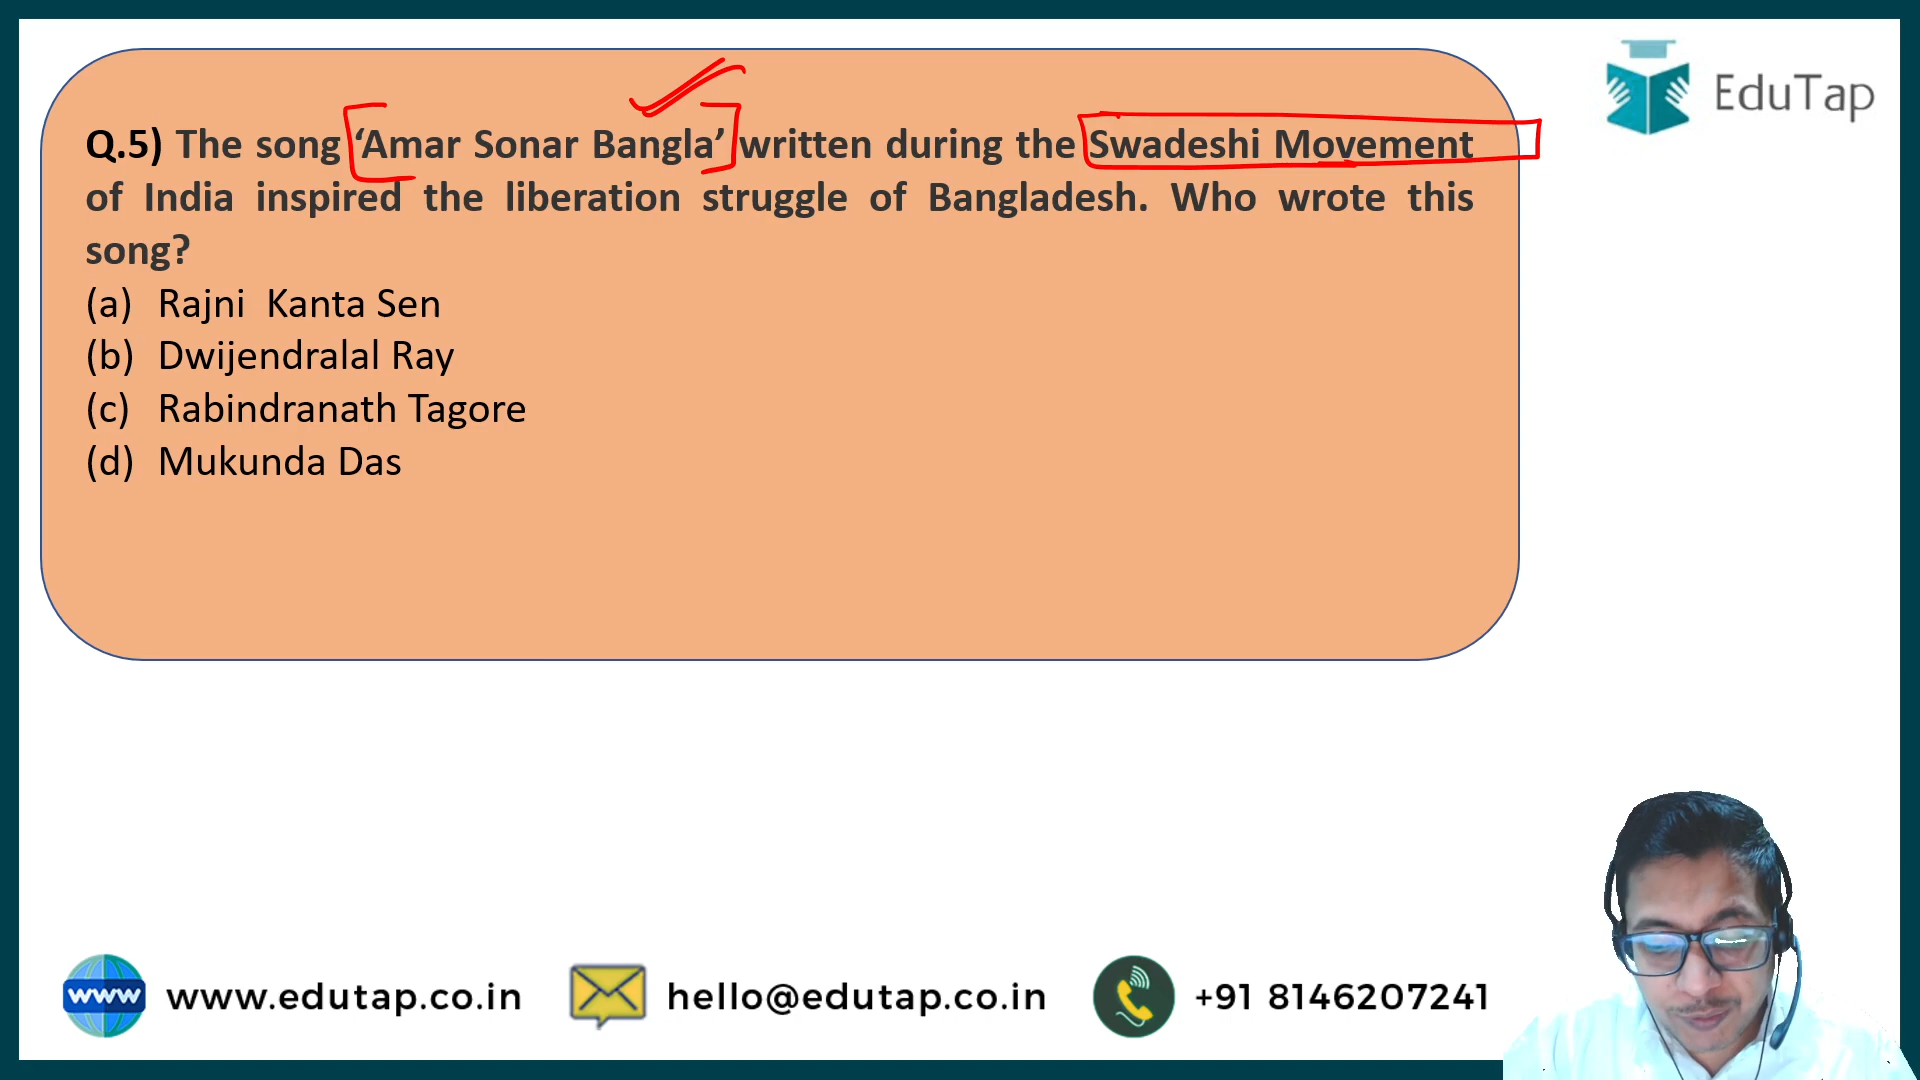 EduTap
Q.5) The song ‘Amar Sonar Bangla’ written during the Swadeshi Movement
of India inspired the liberation struggle of Bangladesh. Who wrote this
song?
(a) Rajni Kanta Sen
(b) Dwijendralal Ray
(c) Rabindranath Tagore
(d) Mukunda Das
www www.edutap.co.in hello@edutap.co.in +91 8146207241